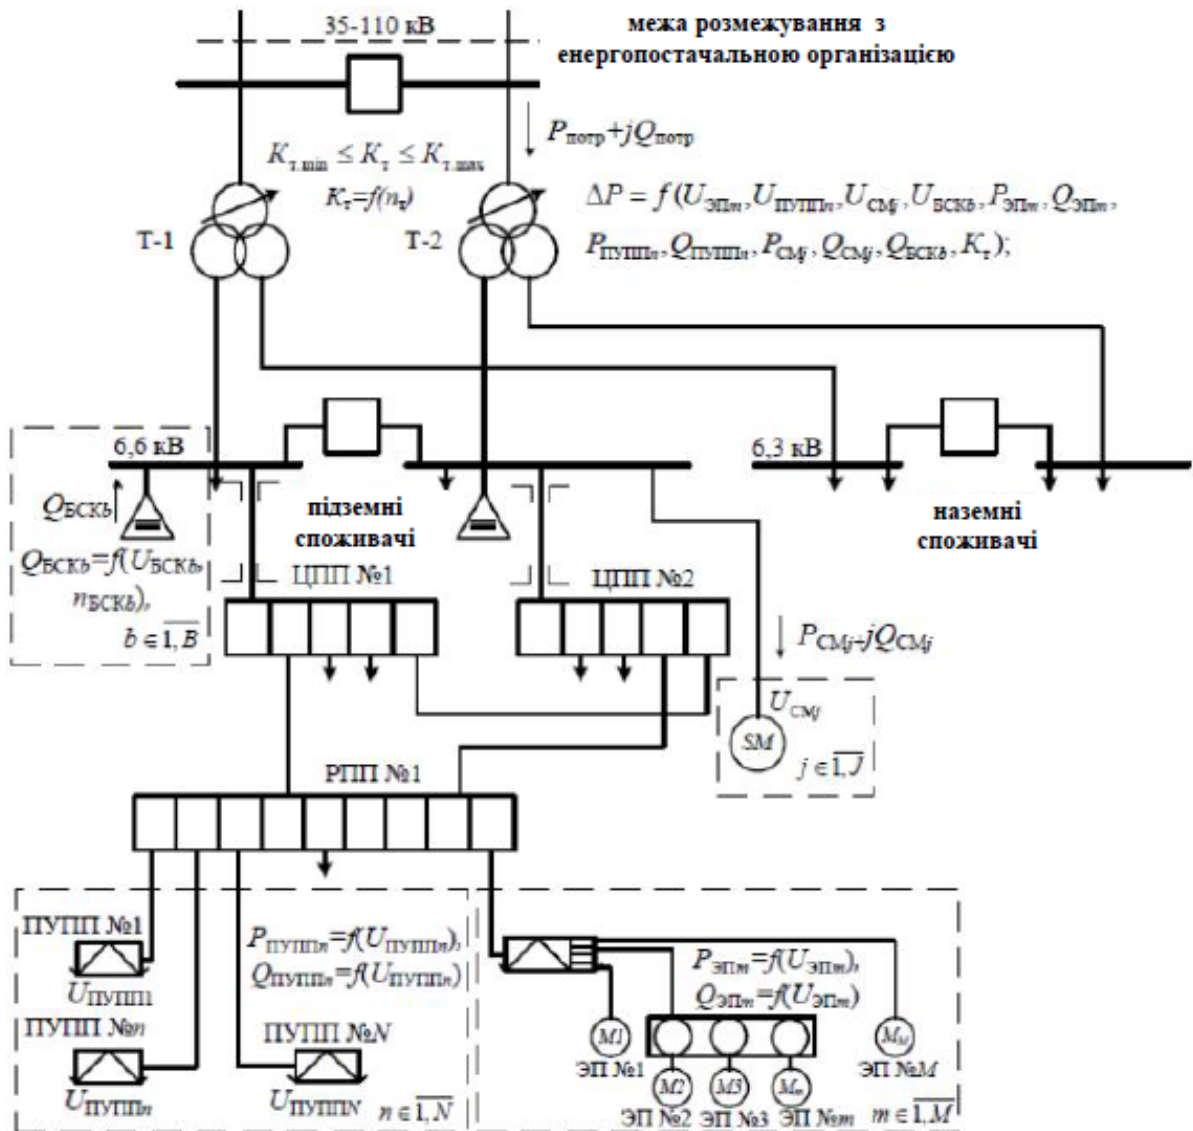 35-110 кВ
межа розмежування з
енергопостачальною організацією
Pпотр+jQпотр
Kт.min ≤ Kт ≤ Kт.max
Kт=f(nт)
ΔP = f (UЭПm, UПУППn, UСМj, UБСКb, PЭПm, QЭПm,
PПУППn, QПУППn, PСМj, QСМj, QБСКb, Kт);
Т-1
Т-2
6,6 кВ
6,3 кВ
QБСКb
підземні
споживачі
наземні
споживачі
QБСКb=f(UБСКb,
nБСКb),
b ∈ 1,B
ЦПП №1
ЦПП №2
PСМj+jQСМj
UСМj
SM
j ∈ 1,J
РПП №1
ПУПП №1
UПУПП1
PПУППn=f(UПУППn),
QПУППn=f(UПУППn)
ПУПП №n
UПУППn
ПУПП №N
UПУППN
n ∈ 1,N
PЭПm=f(UЭПm),
QЭПm=f(UЭПm)
M1
ЭП №1
M2
M3
Mm
MM
ЭП №M
ЭП №2
ЭП №3
ЭП №m
m ∈ 1,M